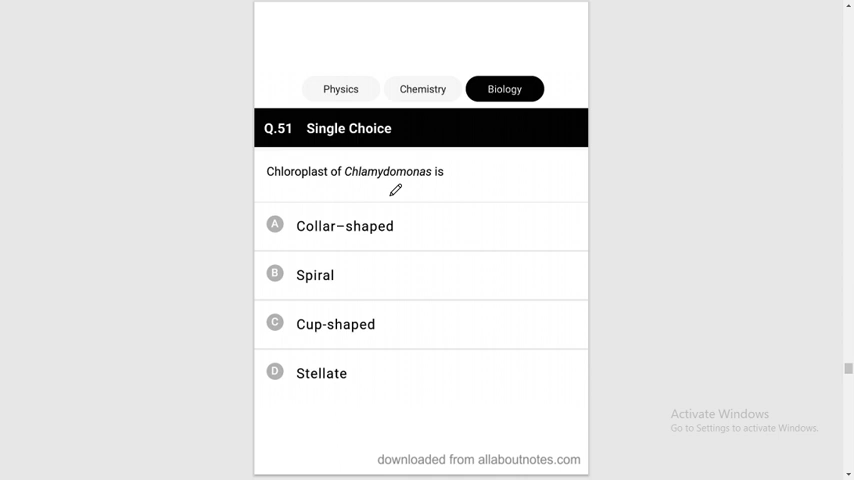 Physics Chemistry Biology
Q.51 Single Choice
Chloroplast of Chlamydomonas is
A Collar–shaped
B Spiral
C Cup-shaped
D Stellate
Activate Windows
Go to Settings to activate Windows.
downloaded from allaboutnotes.com